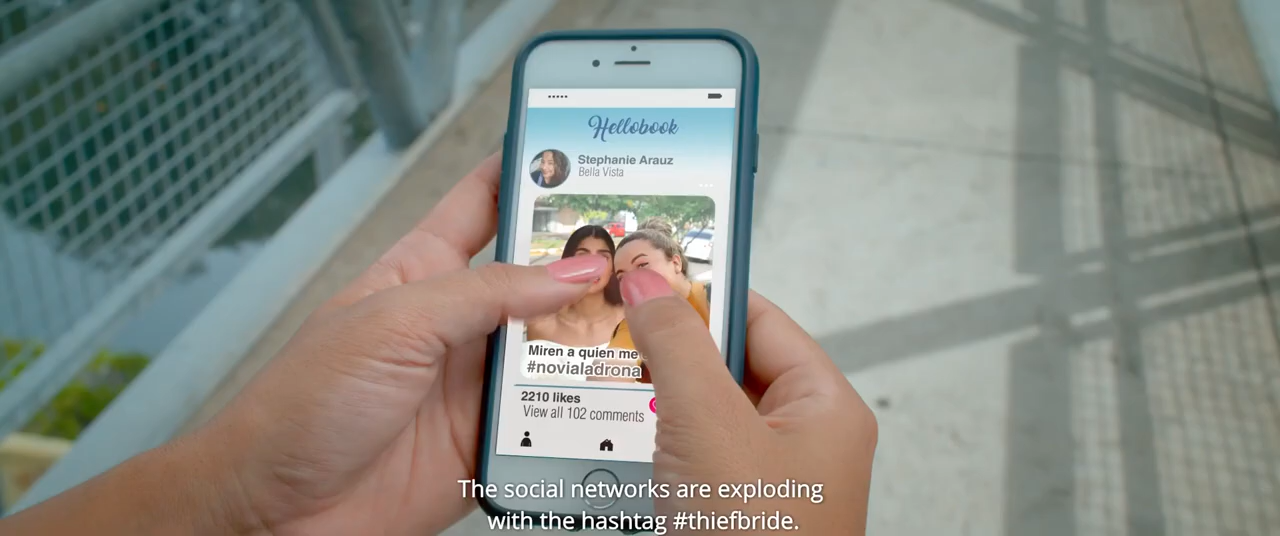 Hellobook
Stephanie Arauz
Bella Vista
Miren a quien me
#novialadrona
2210 likes
View all 102 comments
The social networks are exploding
with the hashtag #thiefbride.